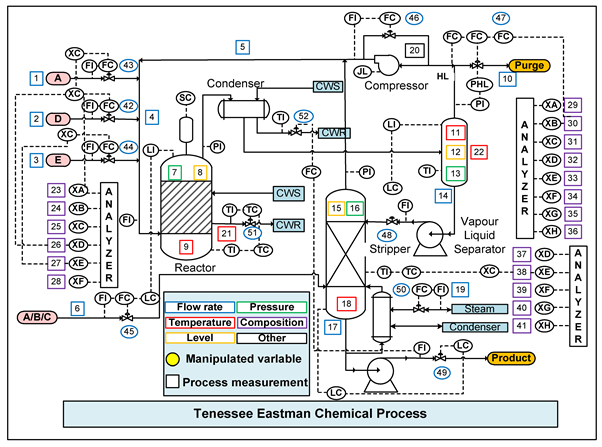 46
47
FI
FC
5
XC
43
20
FC
FC
FC
FI
FC
1
A
JL
Purge
HL
Compressor
10
Condenser
XC
42
CWS
PHL
FI
FC
SC
XA
29
2
D
4
TI
52
PI
XB
30
XC
44
CWR
LI
11
XC
31
FI
FC
LI
PI
12
22
XD
32
3
E
7
8
FC
TI
13
XE
33
23
XA
14
XF
34
24
XB
LC
XG
35
25
XC
FI
CWS
15
16
PI
FI
XH
36
26
XD
TI
TC
CWR
48
Vapour
Liquid
Separator
27
XE
9
21
51
Stripper
37
XD
28
XF
Reactor
TI
TC
TI
TC
XC
38
XE
ANALYZER
ANALYZER
ANALYZER
FI
FC
LC
50
FC
FI
19
39
XF
6
18
Steam
40
XG
A/B/C
45
17
Condenser
41
XH
Flow rate
Pressure
Temperature
Composition
Level
Other
Manipulated variable
Process measurement
FI
LC
Product
49
LC
Tennessee Eastman Chemical Process